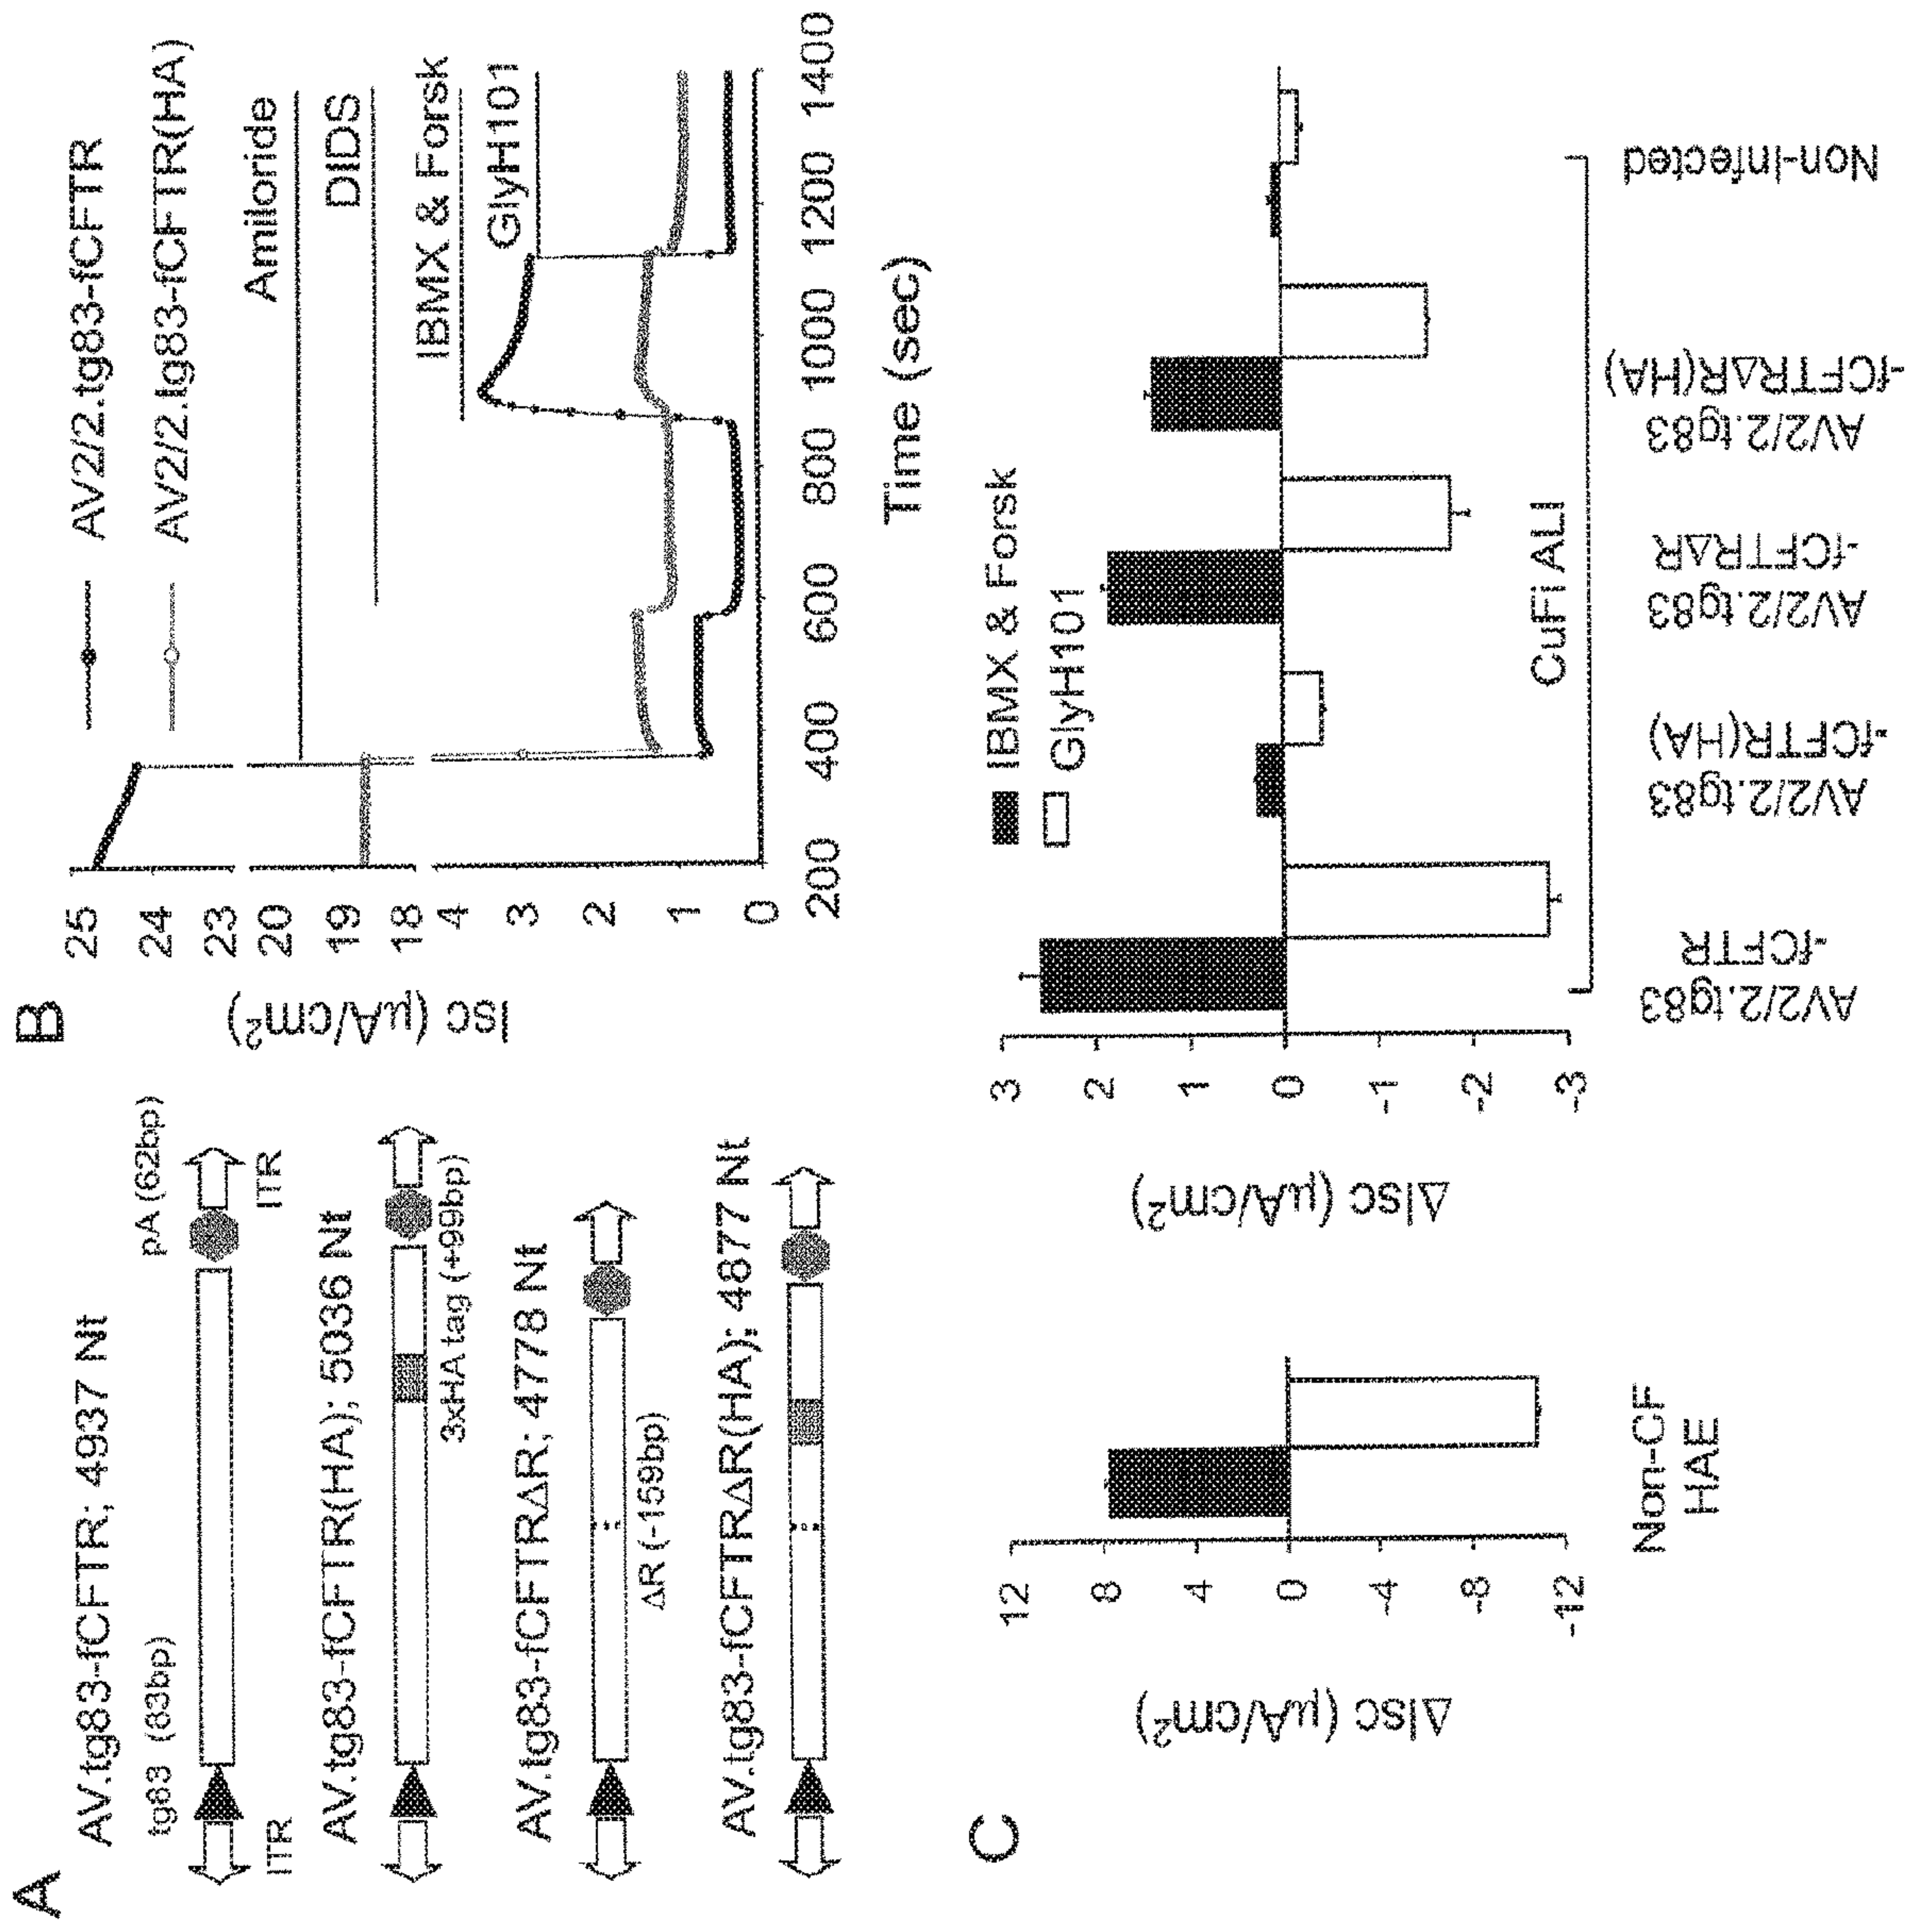 A
AV.tg83-fCFTR; 4937 Nt
tg83 (83bp)
pA (62bp)
ITR
ITR
AV.tg83-fCFTR(HA); 5036 Nt
3xHA tag (+99bp)
AV.tg83-fCFTRΔR; 4778 Nt
ΔR (-159bp)
AV.tg83-fCFTRΔR(HA); 4877 Nt
B
AV2/2.tg83-fCFTR
AV2/2.tg83-fCFTR(HA)
Amiloride
DIDS
IBMX & Forsk
GlyH101
Isc (μA/cm²)
25
24
23
20
19
18
4
3
2
1
0
200 400 600 800 1000 1200 1400
Time (sec)
C
ΔIsc (μA/cm²)
12
8
4
0
-4
-8
-12
Non-CF
HAE
ΔIsc (μA/cm²)
3
2
1
0
-1
-2
-3
IBMX & Forsk
GlyH101
CuFi ALI
AV2/2.tg83
-fCFTR
AV2/2.tg83
-fCFTR(HA)
AV2/2.tg83
-fCFTRΔR
AV2/2.tg83
-fCFTRΔR(HA)
Non-Infected